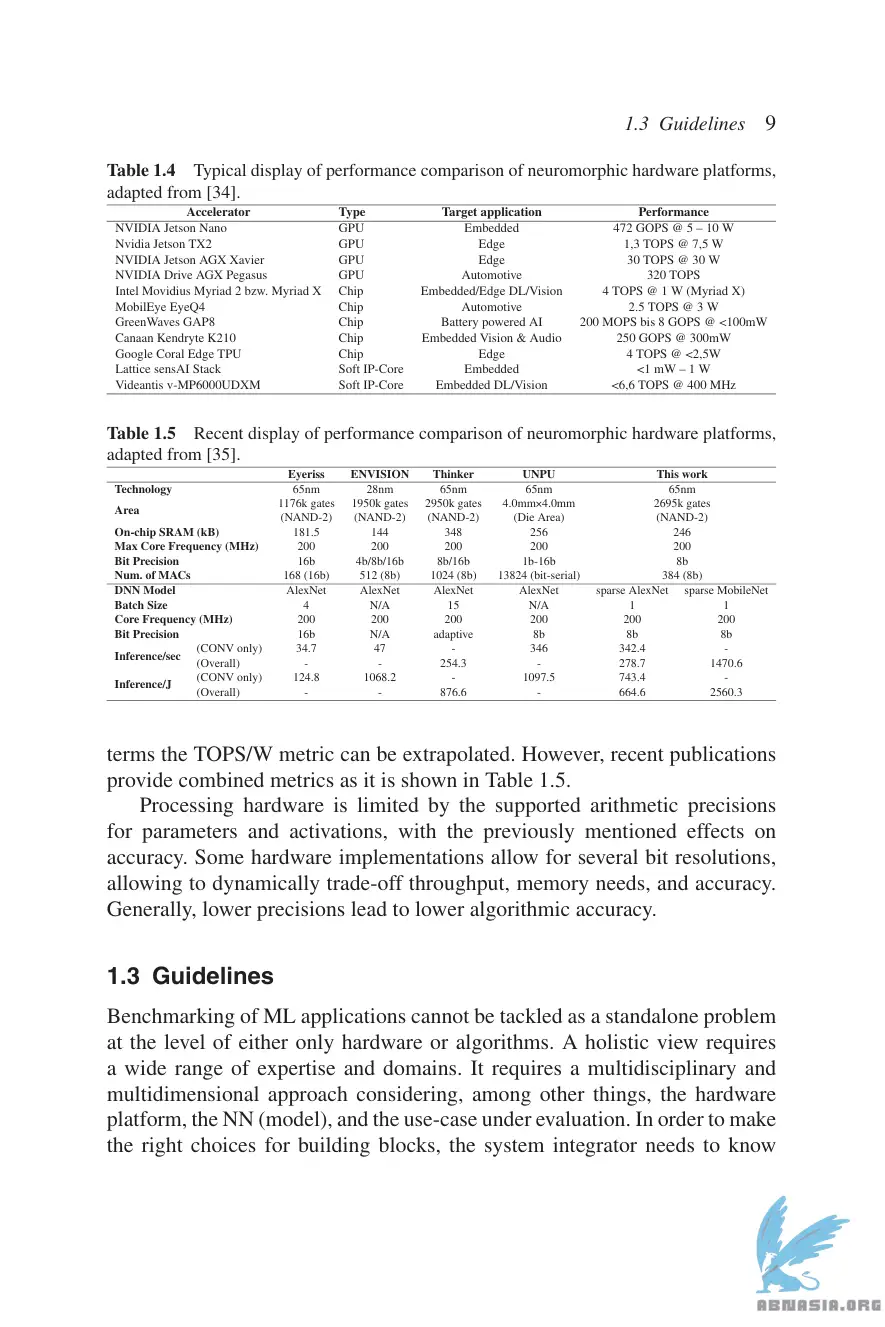 1.3 Guidelines 9
Table 1.4 Typical display of performance comparison of neuromorphic hardware platforms,
adapted from [34].
Accelerator Type Target application Performance
NVIDIA Jetson Nano GPU Embedded 472 GOPS @ 5 – 10 W
Nvidia Jetson TX2 GPU Edge 1,3 TOPS @ 7,5 W
NVIDIA Jetson AGX Xavier GPU Edge 30 TOPS @ 30 W
NVIDIA Drive AGX Pegasus GPU Automotive 320 TOPS
Intel Movidius Myriad 2 bzw. Myriad X Chip Embedded/Edge DL/Vision 4 TOPS @ 1 W (Myriad X)
MobilEye EyeQ4 Chip Automotive 2.5 TOPS @ 3 W
GreenWaves GAP8 Chip Battery powered AI 200 MOPS bis 8 GOPS @ <100mW
Canaan Kendryte K210 Chip Embedded Vision & Audio 250 GOPS @ 300mW
Google Coral Edge TPU Chip Edge 4 TOPS @ <2,5W
Lattice sensAI Stack Soft IP-Core Embedded <1 mW – 1 W
Videantis v-MP6000UDXM Soft IP-Core Embedded DL/Vision <6,6 TOPS @ 400 MHz
Table 1.5 Recent display of performance comparison of neuromorphic hardware platforms,
adapted from [35].
Eyeriss ENVISION Thinker UNPU This work
Technology 65nm 28nm 65nm 65nm 65nm
Area 1176k gates 1950k gates 2950k gates 4.0mm×4.0mm 2695k gates
(NAND-2) (NAND-2) (NAND-2) (Die Area) (NAND-2)
On-chip SRAM (kB) 181.5 144 348 256 246
Max Core Frequency (MHz) 200 200 200 200 200
Bit Precision 16b 4b/8b/16b 8b/16b 1b-16b 8b
Num. of MACs 168 (16b) 512 (8b) 1024 (8b) 13824 (bit-serial) 384 (8b)
DNN Model AlexNet AlexNet AlexNet AlexNet sparse AlexNet sparse MobileNet
Batch Size 4 N/A 15 N/A 1 1
Core Frequency (MHz) 200 200 200 200 200 200
Bit Precision 16b N/A adaptive 8b 8b 8b
Inference/sec (CONV only) 34.7 47 - 346 342.4 -
(Overall) - - 254.3 - 278.7 1470.6
Inference/J (CONV only) 124.8 1068.2 - 1097.5 743.4 -
(Overall) - - 876.6 - 664.6 2560.3
terms the TOPS/W metric can be extrapolated. However, recent publications
provide combined metrics as it is shown in Table 1.5.
Processing hardware is limited by the supported arithmetic precisions
for parameters and activations, with the previously mentioned effects on
accuracy. Some hardware implementations allow for several bit resolutions,
allowing to dynamically trade-off throughput, memory needs, and accuracy.
Generally, lower precisions lead to lower algorithmic accuracy.
1.3 Guidelines
Benchmarking of ML applications cannot be tackled as a standalone problem
at the level of either only hardware or algorithms. A holistic view requires
a wide range of expertise and domains. It requires a multidisciplinary and
multidimensional approach considering, among other things, the hardware
platform, the NN (model), and the use-case under evaluation. In order to make
the right choices for building blocks, the system integrator needs to know
ABNASIA.ORG